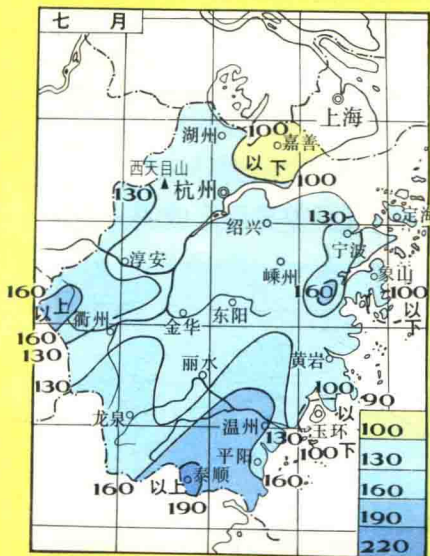 七 月
上海
湖州
100
嘉善
以下
西天目山
100
130
杭州
绍兴
130
定海
宁波
淳安
嵊州
象山
160
160
100
以上
以下
衢州
金华
东阳
160
130
丽水
黄岩
130
100
90
以下
龙泉
温州
玉环
100
130
100
平阳
130
160
以上
泰顺
160
160
190
190
220